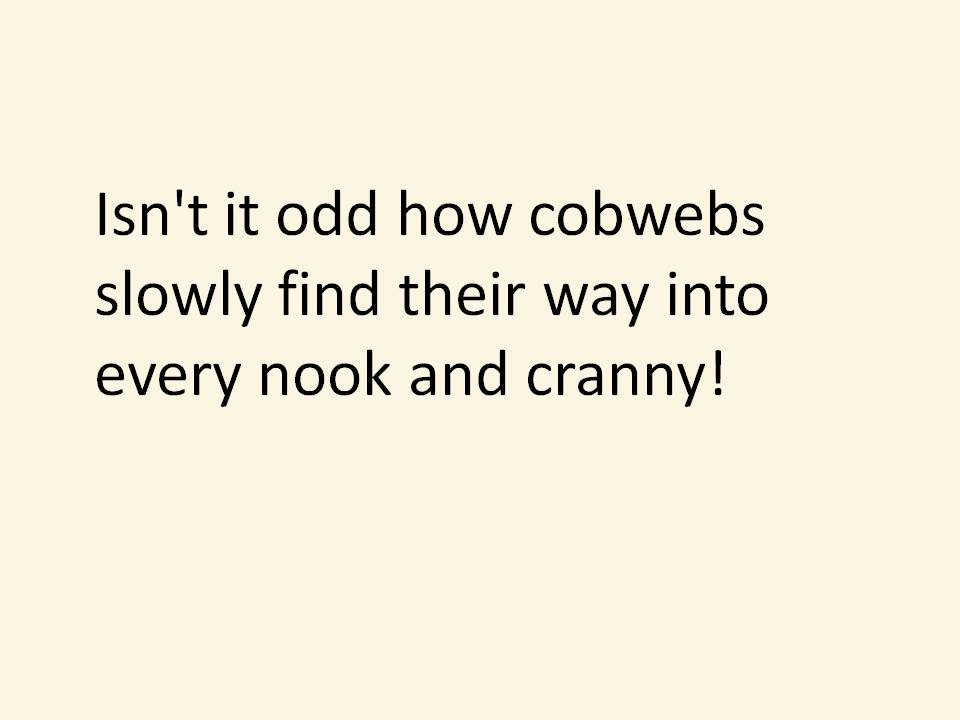 Isn't it odd how cobwebs
slowly find their way into
every nook and cranny!